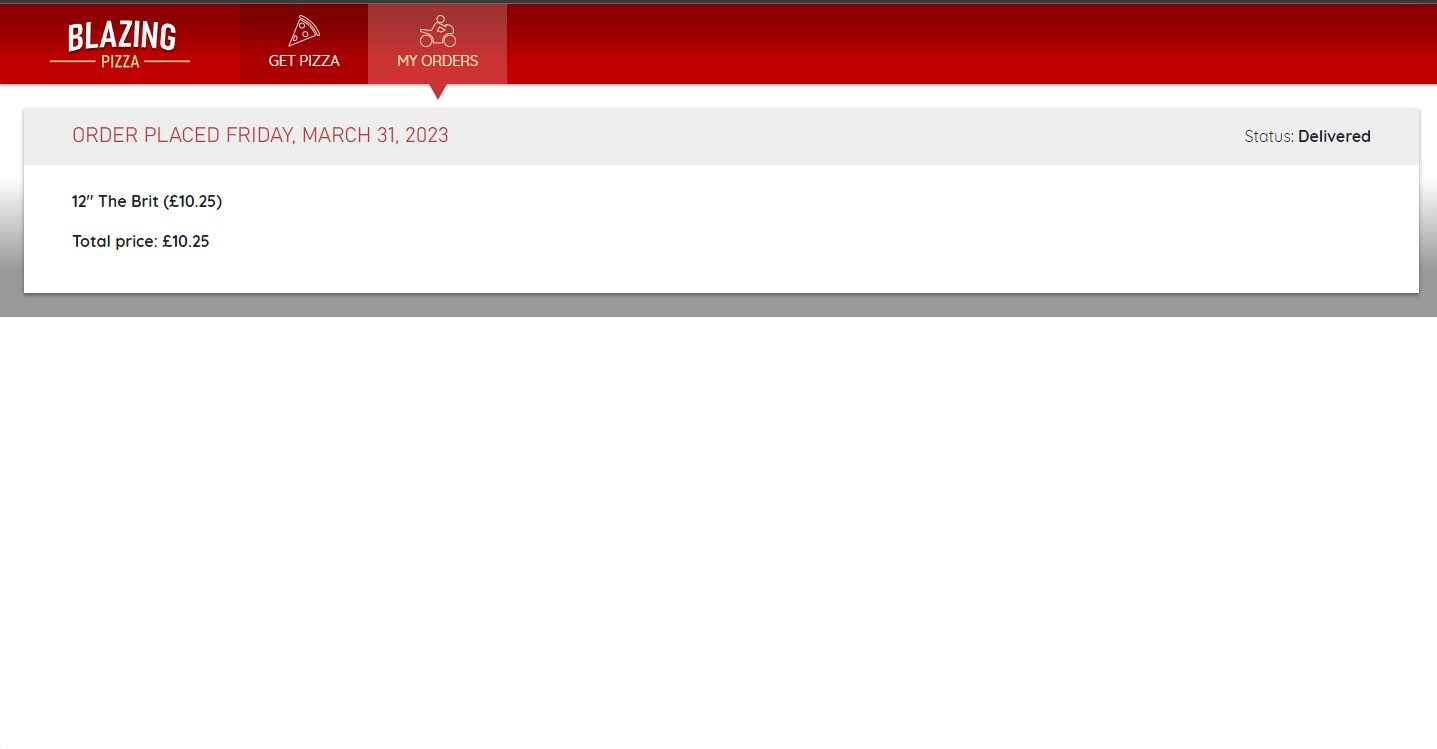 BLAZING
PIZZA
GET PIZZA
MY ORDERS
ORDER PLACED FRIDAY, MARCH 31, 2023
Status: Delivered
12" The Brit (£10.25)
Total price: £10.25